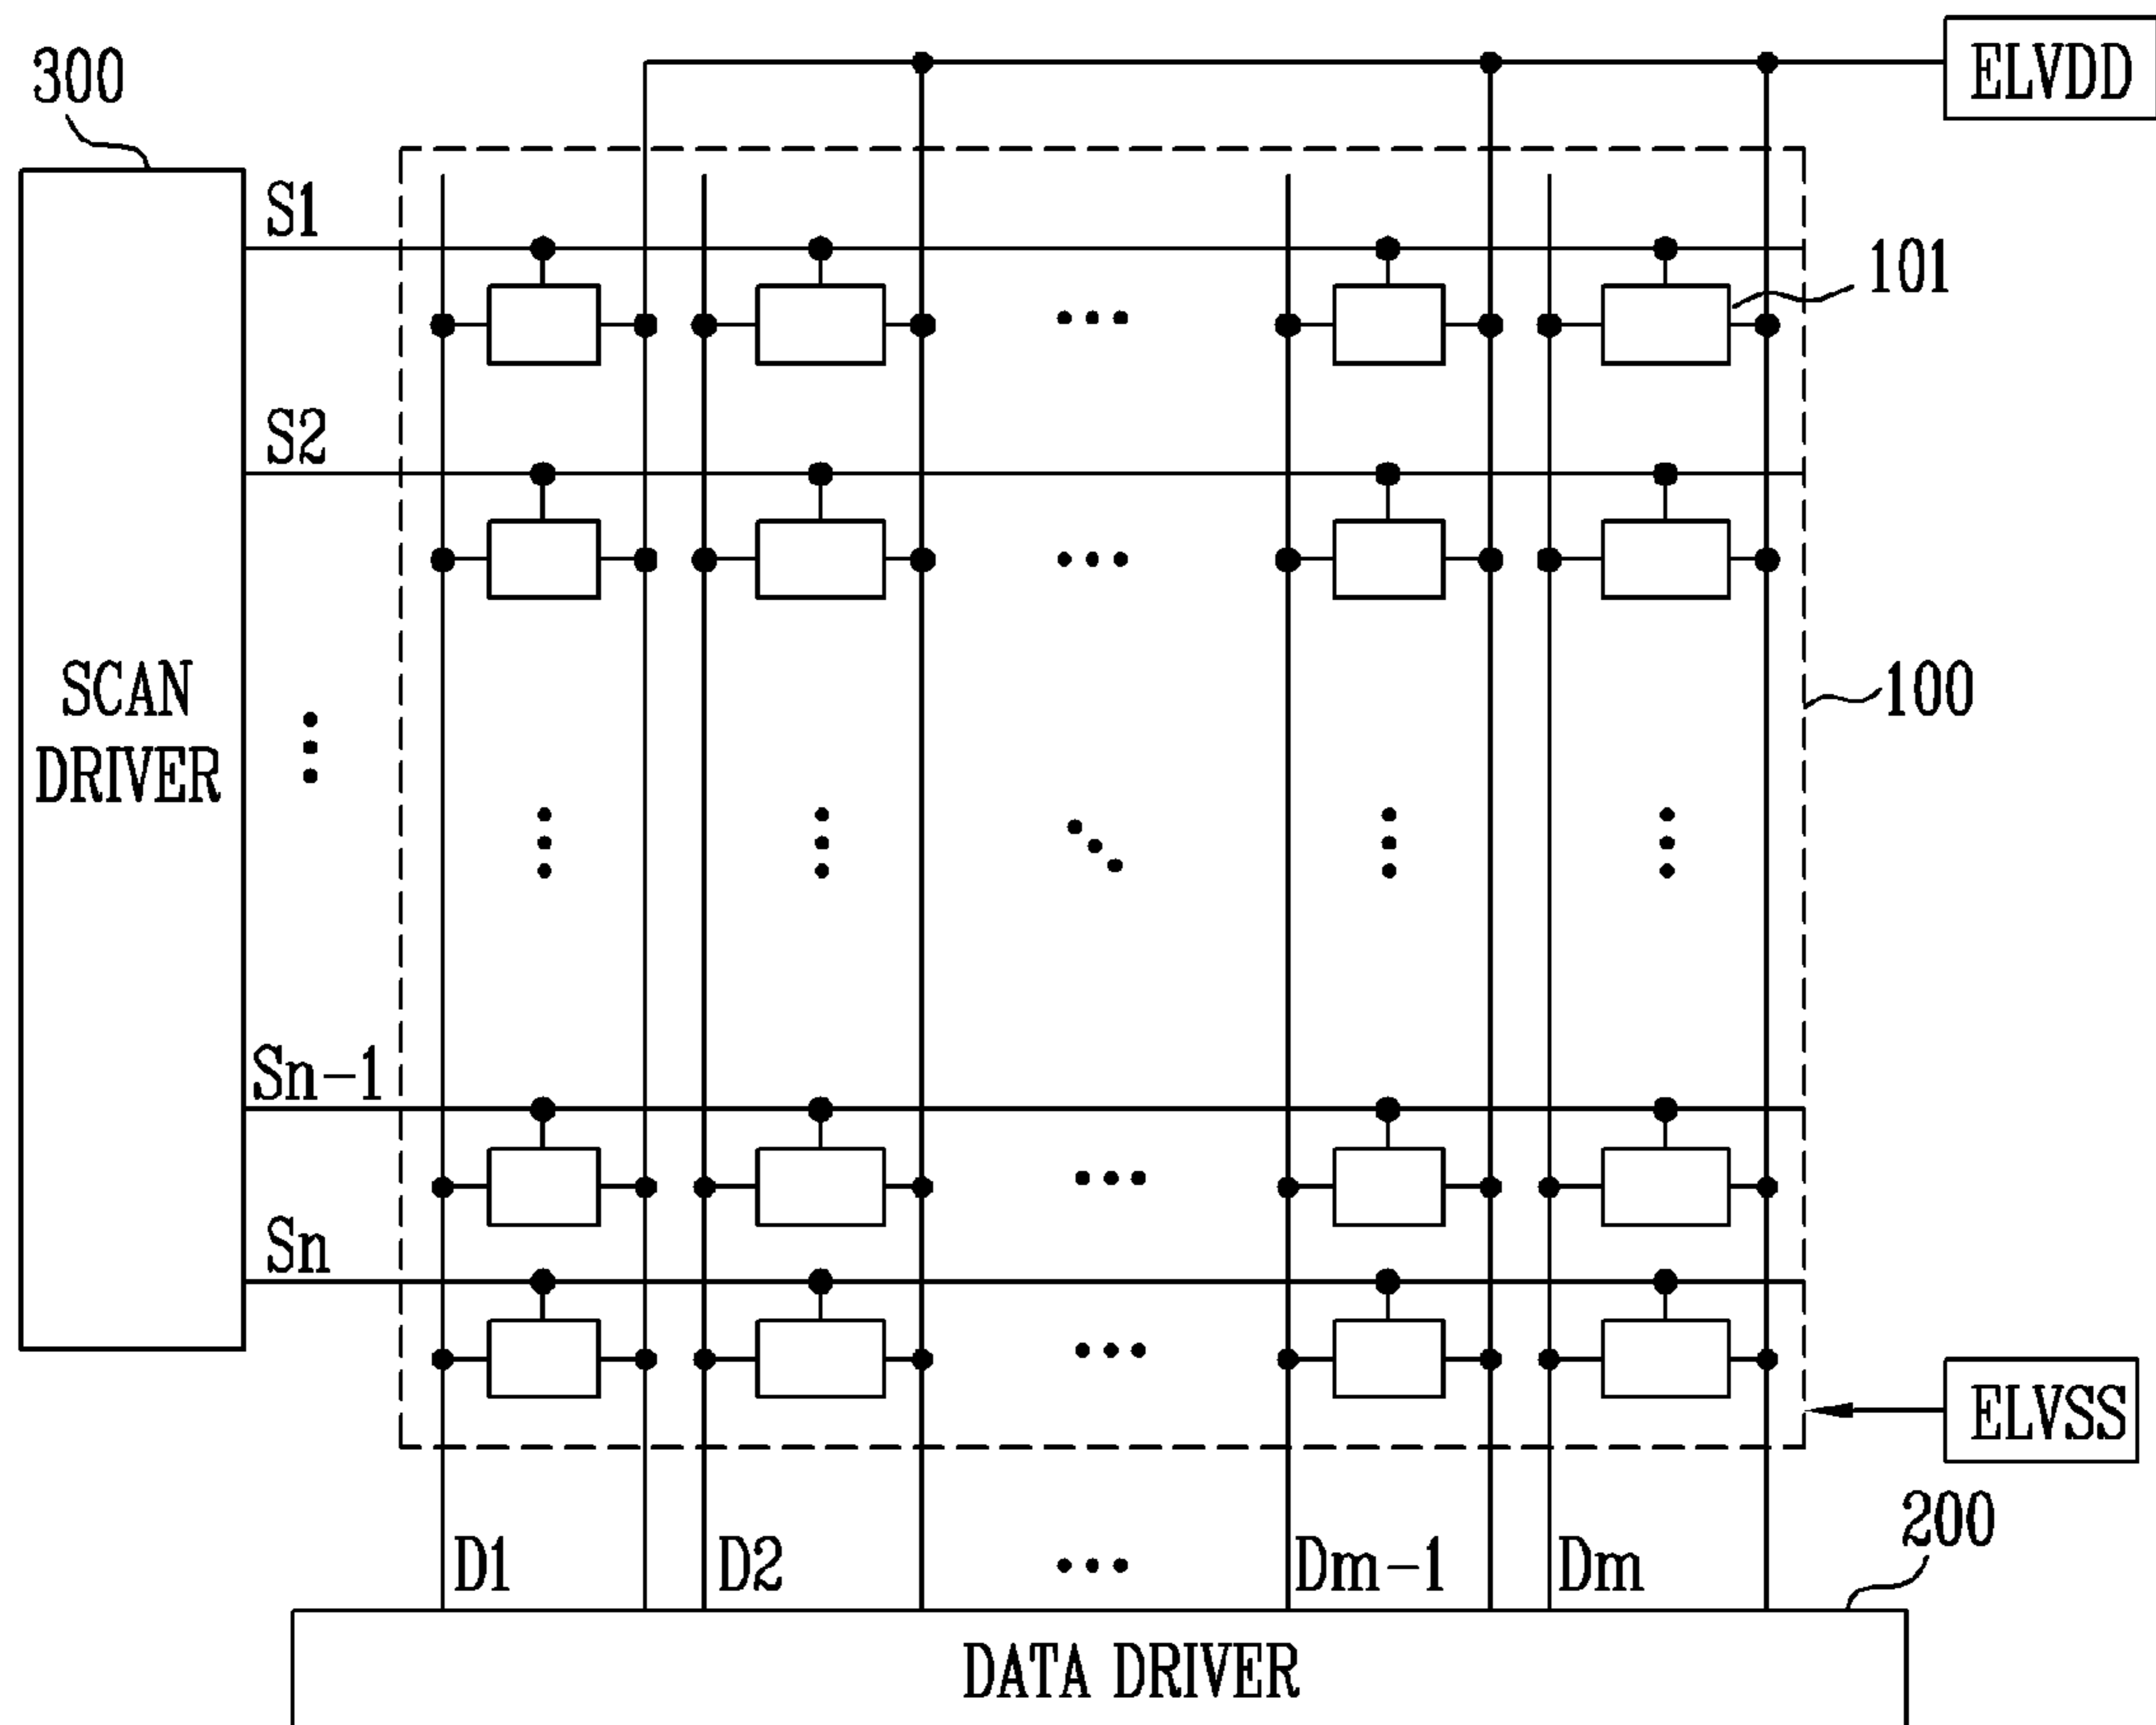 ELVDD
300
S1
101
S2
SCAN
DRIVER
100
Sn-1
Sn
ELVSS
200
D1 D2 Dm-1 Dm
DATA DRIVER